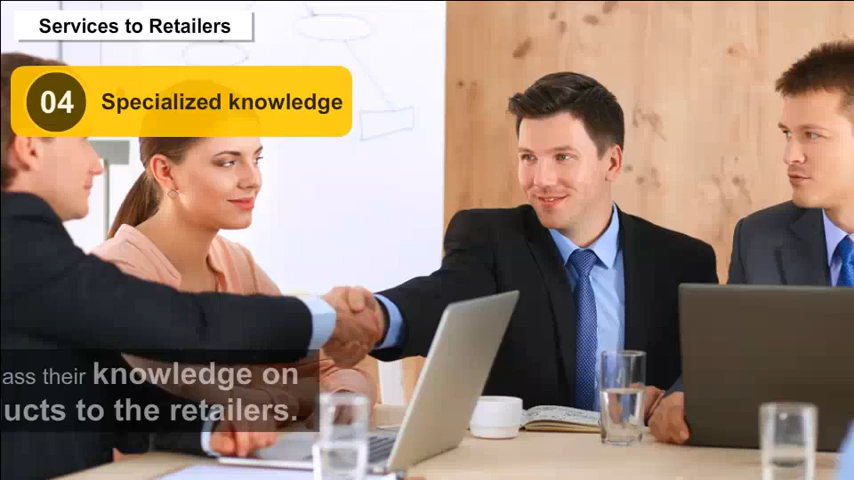 Services to Retailers
04 Specialized knowledge
ass their knowledge on
ucts to the retailers.